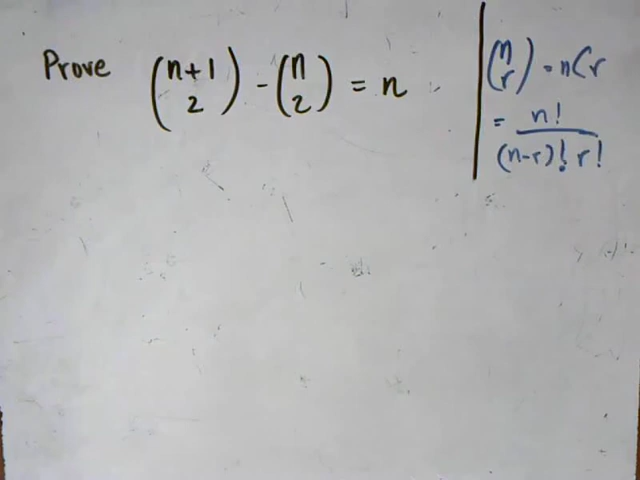 Prove (n+1 2) - (n 2) = n
(n r) = nCr
= n! / (n-r)! r!